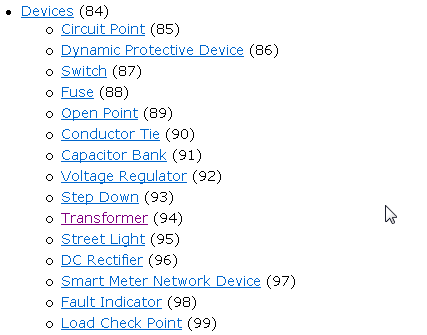 Devices (84)
Circuit Point (85)
Dynamic Protective Device (86)
Switch (87)
Fuse (88)
Open Point (89)
Conductor Tie (90)
Capacitor Bank (91)
Voltage Regulator (92)
Step Down (93)
Transformer (94)
Street Light (95)
DC Rectifier (96)
Smart Meter Network Device (97)
Fault Indicator (98)
Load Check Point (99)